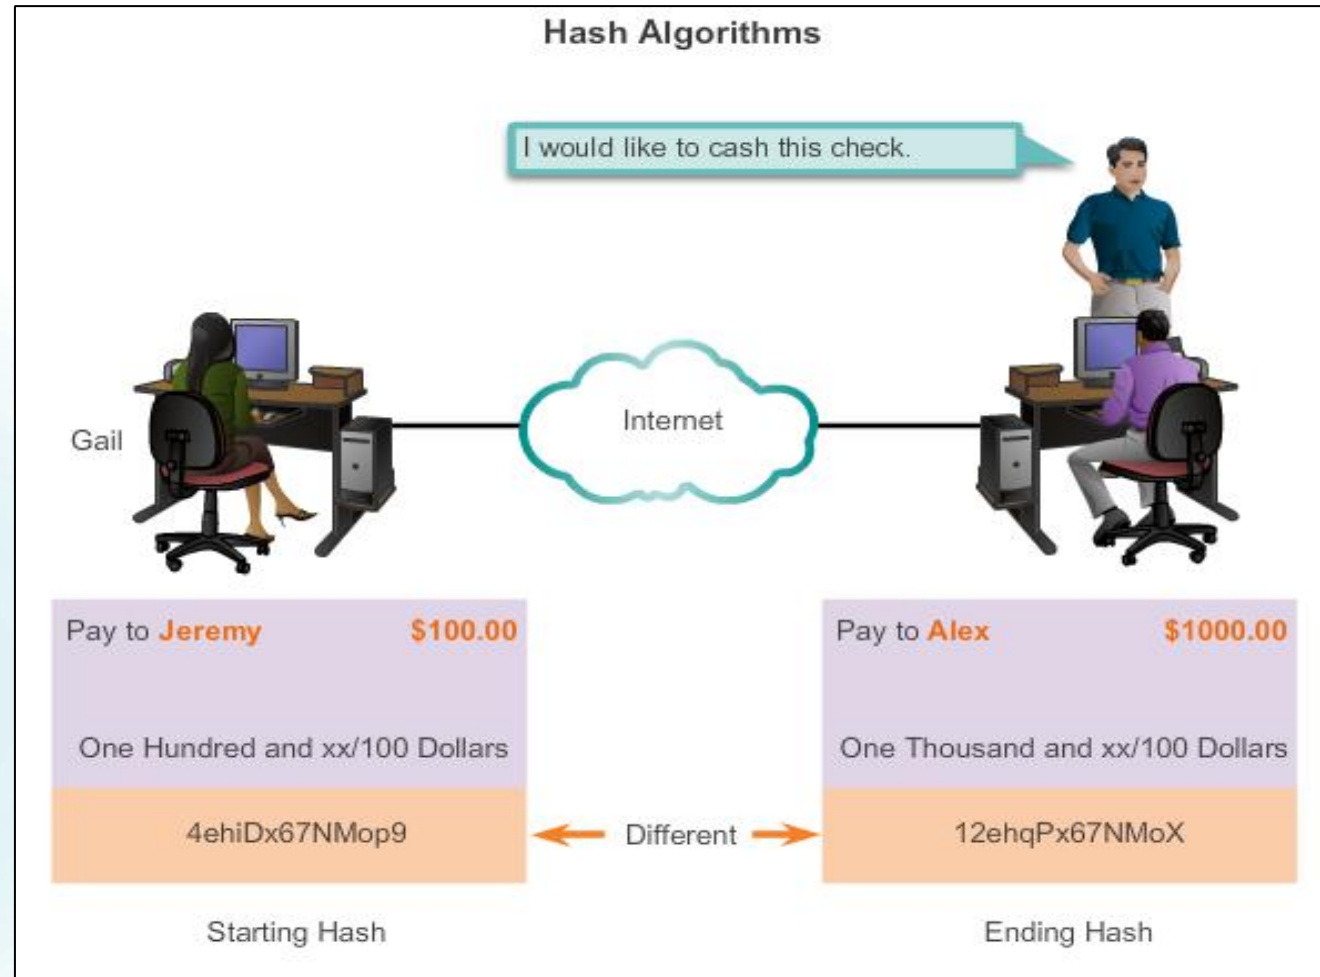 Hash Algorithms
I would like to cash this check.
Internet
Gail
Pay to Jeremy $100.00
One Hundred and xx/100 Dollars
4ehiDx67NMop9
Starting Hash
Different
Pay to Alex $1000.00
One Thousand and xx/100 Dollars
12ehqPx67NMoX
Ending Hash